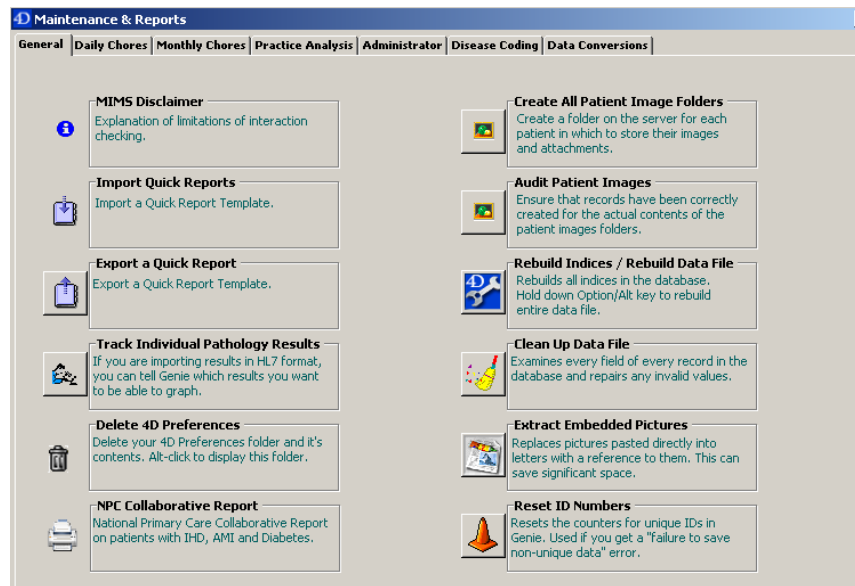 4D Maintenance & Reports
General Daily Chores Monthly Chores Practice Analysis Administrator Disease Coding Data Conversions
MIMS Disclaimer
Explanation of limitations of interaction
checking.
Import Quick Reports
Import a Quick Report Template.
Export a Quick Report
Export a Quick Report Template.
Track Individual Pathology Results
If you are importing results in HL7 format,
you can tell Genie which results you want
to be able to graph.
Delete 4D Preferences
Delete your 4D Preferences folder and it's
contents. Alt-click to display this folder.
NPC Collaborative Report
National Primary Care Collaborative Report
on patients with IHD, AMI and Diabetes.
Create All Patient Image Folders
Create a folder on the server for each
patient in which to store their images
and attachments.
Audit Patient Images
Ensure that records have been correctly
created for the actual contents of the
patient images folders.
Rebuild Indices / Rebuild Data File
4D
Rebuilds all indices in the database.
Hold down Option/Alt key to rebuild
entire data file.
Clean Up Data File
Examines every field of every record in the
database and repairs any invalid values.
Extract Embedded Pictures
Replaces pictures pasted directly into
letters with a reference to them. This can
save significant space.
Reset ID Numbers
Resets the counters for unique IDs in
Genie. Used if you get a "failure to save
non-unique data" error.